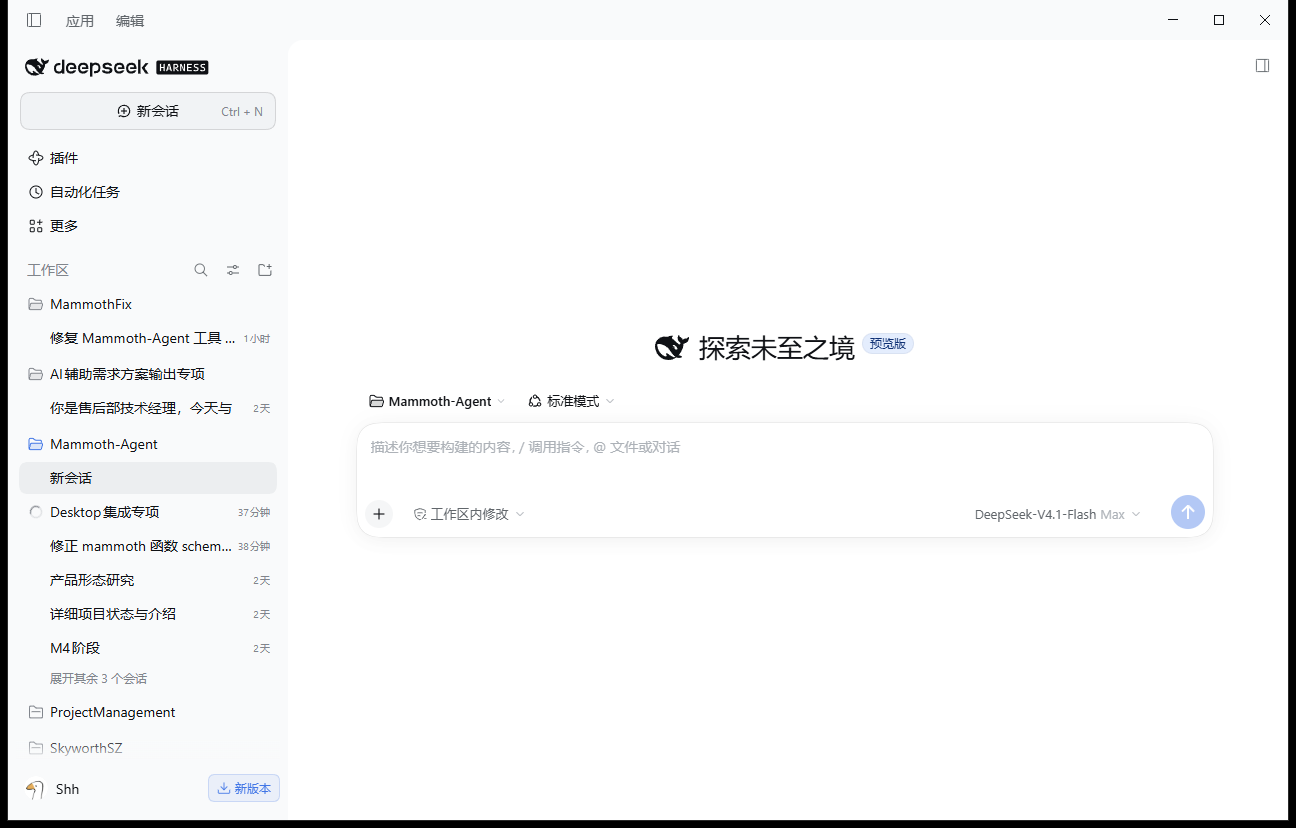 应用 编辑
deepseek HARNESS
新会话 Ctrl + N
插件
自动化任务
更多
工作区
MammothFix
修复 Mammoth-Agent 工具 ... 1小时
AI辅助需求方案输出专项
你是售后部技术经理，今天与 2天
Mammoth-Agent
新会话
Desktop集成专项 37分钟
修正 mammoth 函数 schem... 38分钟
产品形态研究 2天
详细项目状态与介绍 2天
M4阶段 2天
展开其余 3 个会话
ProjectManagement
SkyworthSZ
Shh 新版本
探索未至之境 预览版
Mammoth-Agent 标准模式
描述你想要构建的内容, / 调用指令, @ 文件或对话
工作区内修改 DeepSeek-V4.1-Flash Max